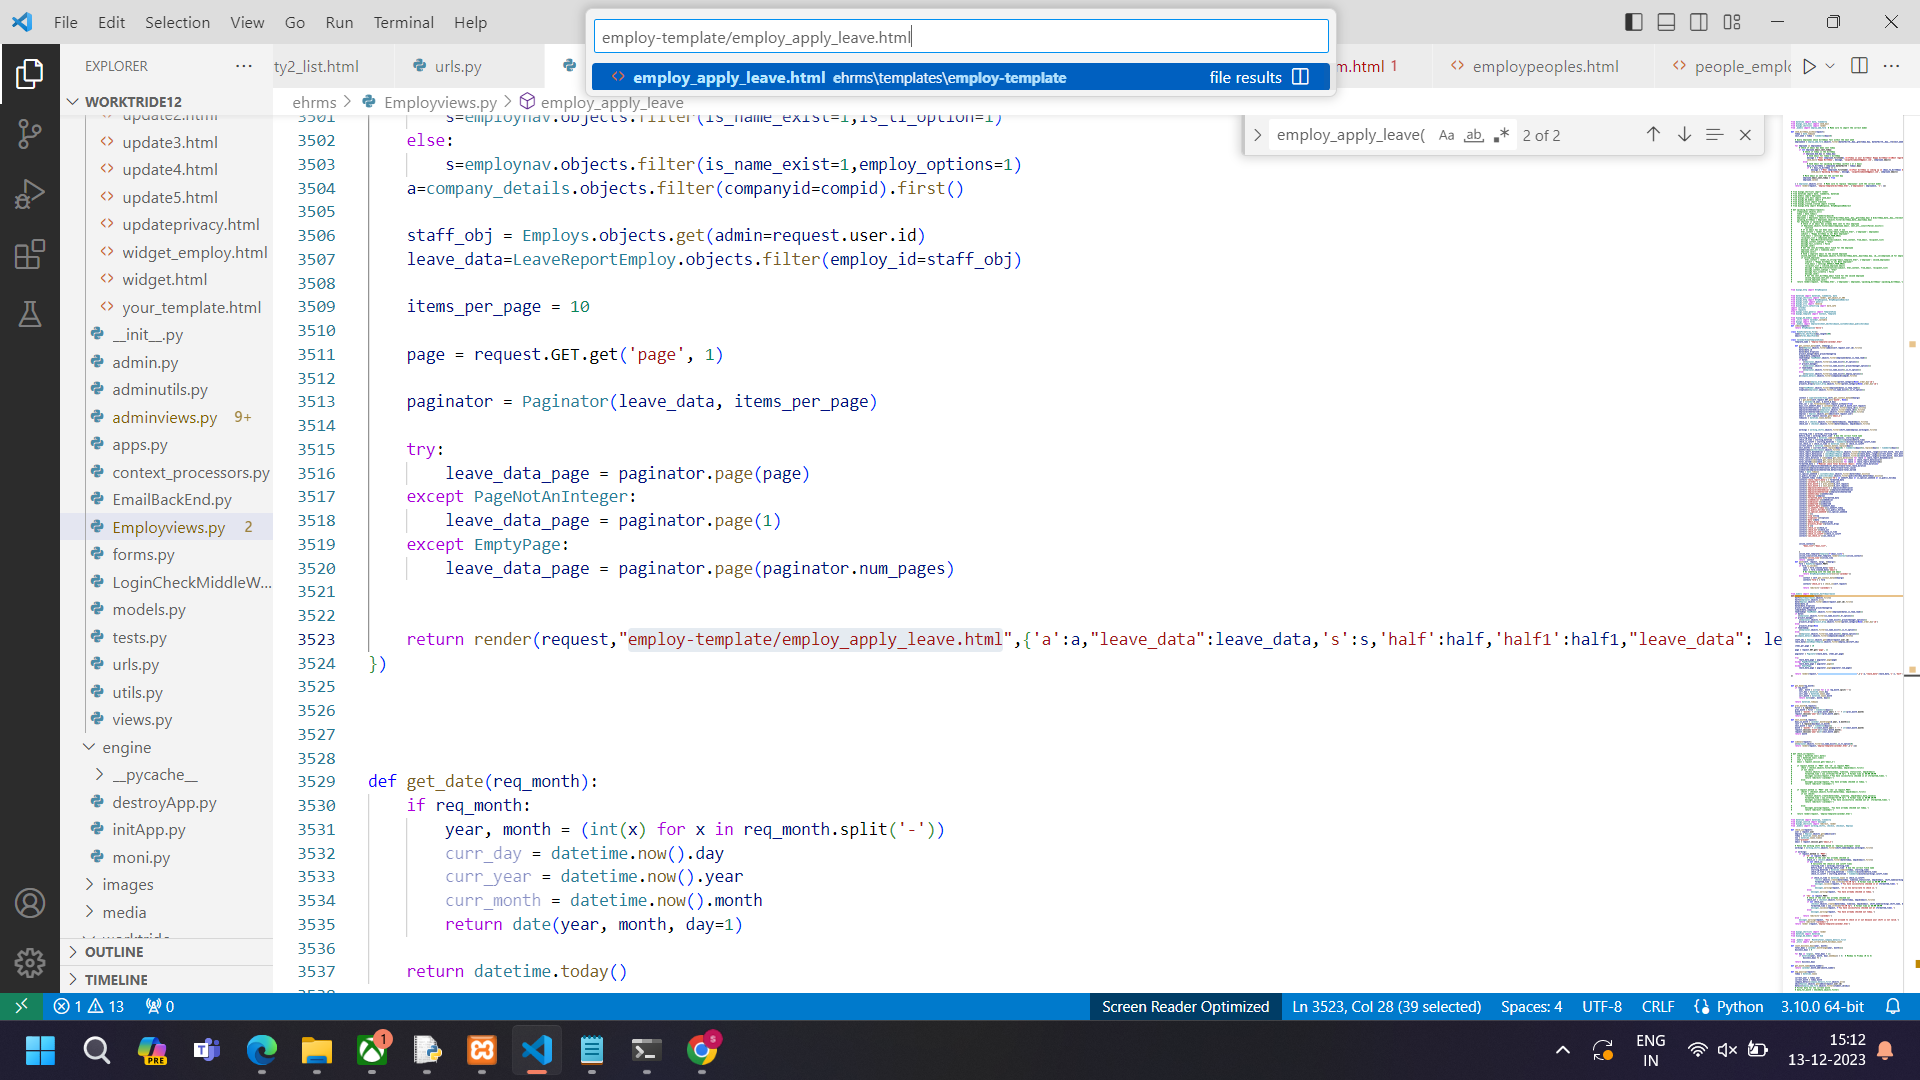 File Edit Selection View Go Run Terminal Help
employ-template/employ_apply_leave.html
employ_apply_leave.html ehrms\templates\employ-template file results
EXPLORER
ty2_list.html urls.py m.html 1 employpeoples.html people_emplo
WORKTRIDE12
ehrms > Employviews.py > employ_apply_leave
employ_apply_leave( Aa ab 2 of 2
update2.html
update3.html
update4.html
update5.html
updateprivacy.html
widget_employ.html
widget.html
your_template.html
__init__.py
admin.py
adminutils.py
adminviews.py 9+
apps.py
context_processors.py
EmailBackEnd.py
Employviews.py 2
forms.py
LoginCheckMiddleW...
models.py
tests.py
urls.py
utils.py
views.py
engine
__pycache__
destroyApp.py
initApp.py
moni.py
images
media
worktride
OUTLINE
TIMELINE
3501 s=employnav.objects.filter(is_name_exist=1,is_tl_option=1)
3502 else:
3503 s=employnav.objects.filter(is_name_exist=1,employ_options=1)
3504 a=company_details.objects.filter(companyid=compid).first()
3505
3506 staff_obj = Employs.objects.get(admin=request.user.id)
3507 leave_data=LeaveReportEmploy.objects.filter(employ_id=staff_obj)
3508
3509 items_per_page = 10
3510
3511 page = request.GET.get('page', 1)
3512
3513 paginator = Paginator(leave_data, items_per_page)
3514
3515 try:
3516 leave_data_page = paginator.page(page)
3517 except PageNotAnInteger:
3518 leave_data_page = paginator.page(1)
3519 except EmptyPage:
3520 leave_data_page = paginator.page(paginator.num_pages)
3521
3522
3523 return render(request,"employ-template/employ_apply_leave.html",{'a':a,"leave_data":leave_data,'s':s,'half':half,'half1':half1,"leave_data": le
3524 })
3525
3526
3527
3528
3529 def get_date(req_month):
3530 if req_month:
3531 year, month = (int(x) for x in req_month.split('-'))
3532 curr_day = datetime.now().day
3533 curr_year = datetime.now().year
3534 curr_month = datetime.now().month
3535 return date(year, month, day=1)
3536
3537 return datetime.today()
3538
1 13 0 Screen Reader Optimized Ln 3523, Col 28 (39 selected) Spaces: 4 UTF-8 CRLF Python 3.10.0 64-bit
PRE 1 S
ENG
IN
15:12
13-12-2023